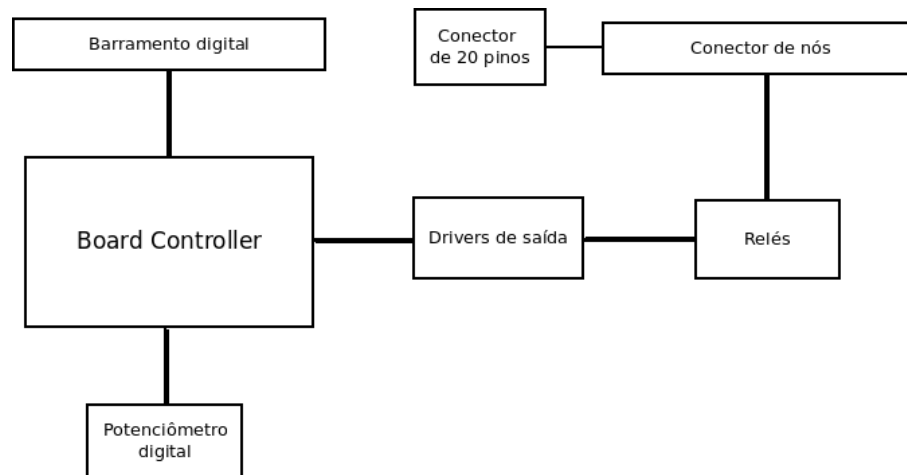 Barramento digital
Conector
de 20 pinos
Conector de nós
Board Controller
Drivers de saída
Relés
Potenciômetro
digital